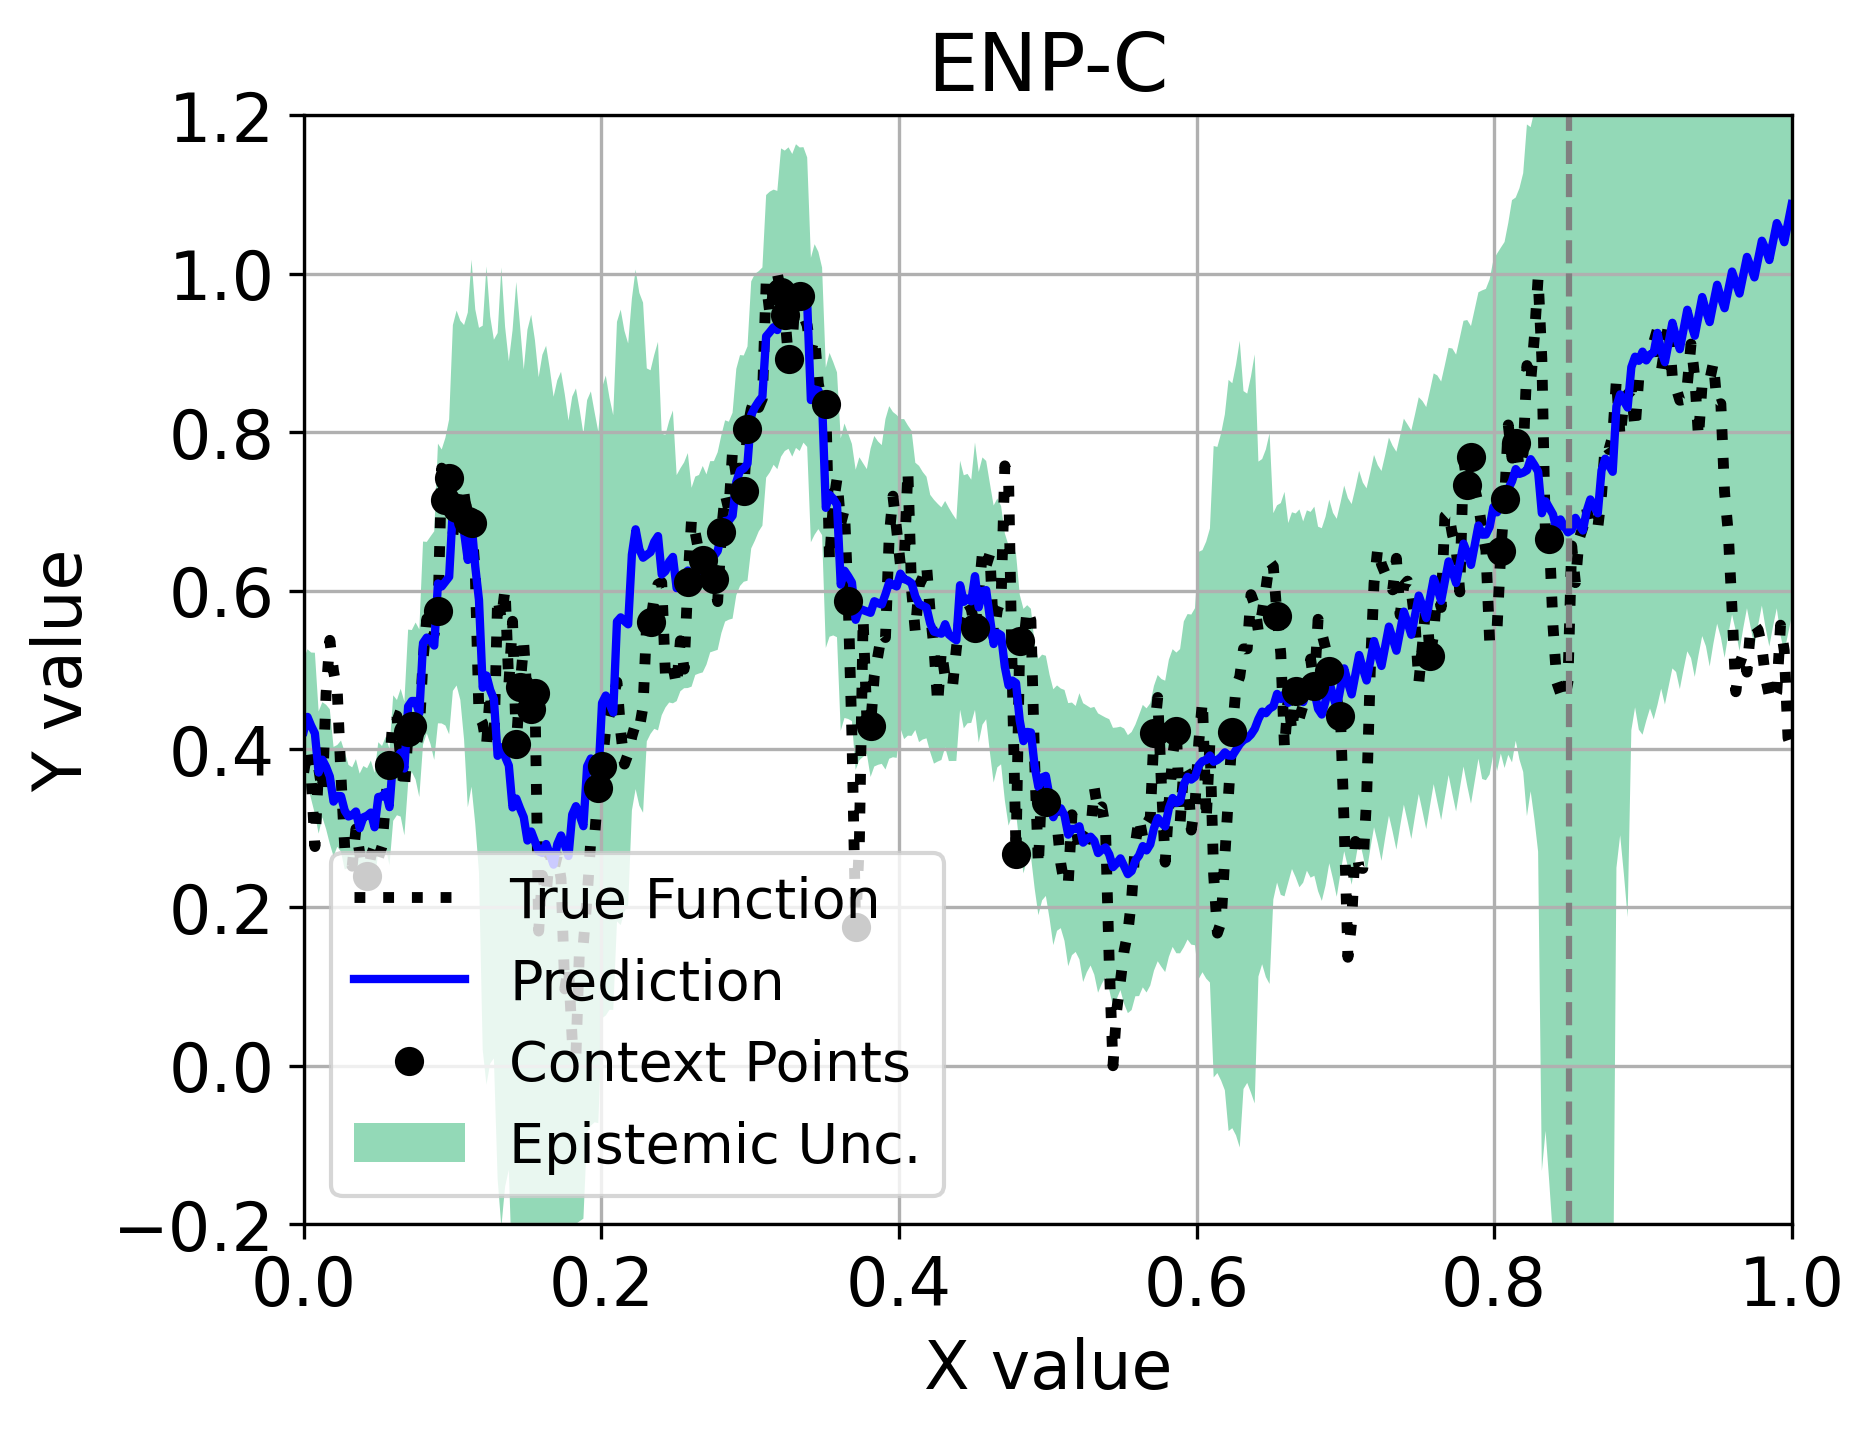 ENP-C
1.2
1.0
0.8
0.6
0.4
0.2
0.0
−0.2
Y value
True Function
Prediction
Context Points
Epistemic Unc.
0.0 0.2 0.4 0.6 0.8 1.0
X value